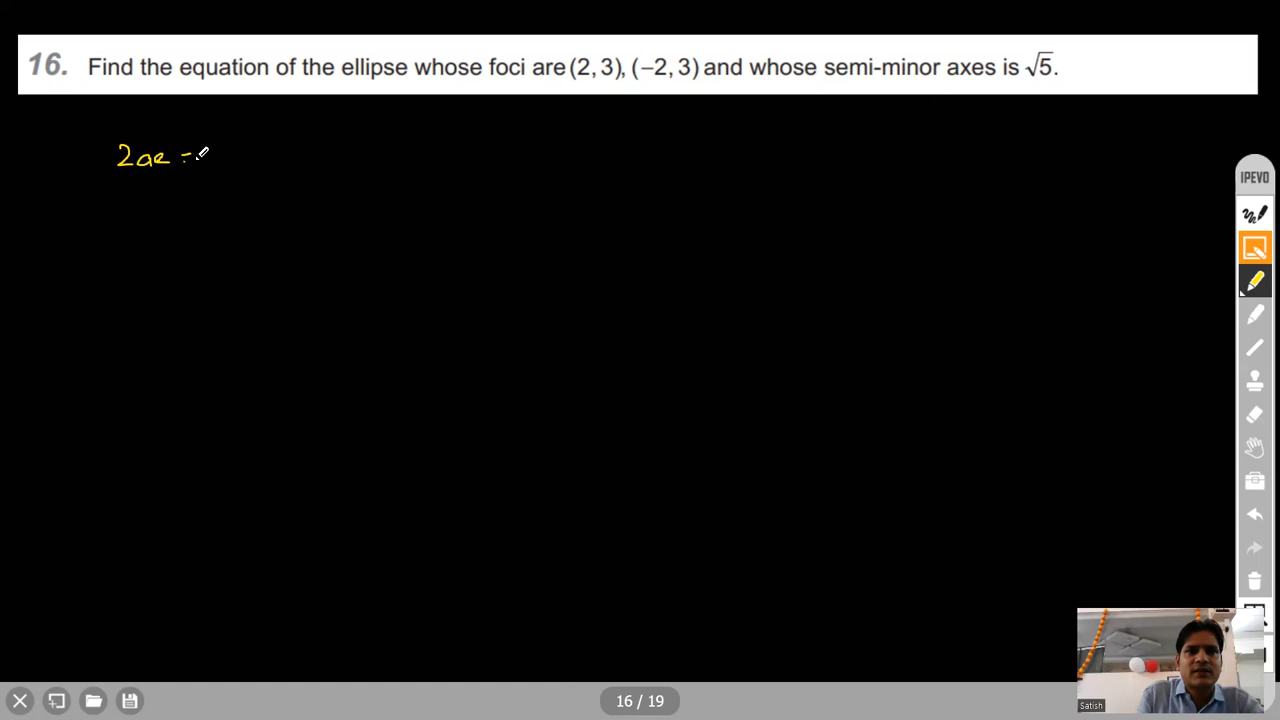 16. Find the equation of the ellipse whose foci are (2, 3), (−2, 3) and whose semi-minor axes is √5.
2ae =
IPEVO
16 / 19
Satish